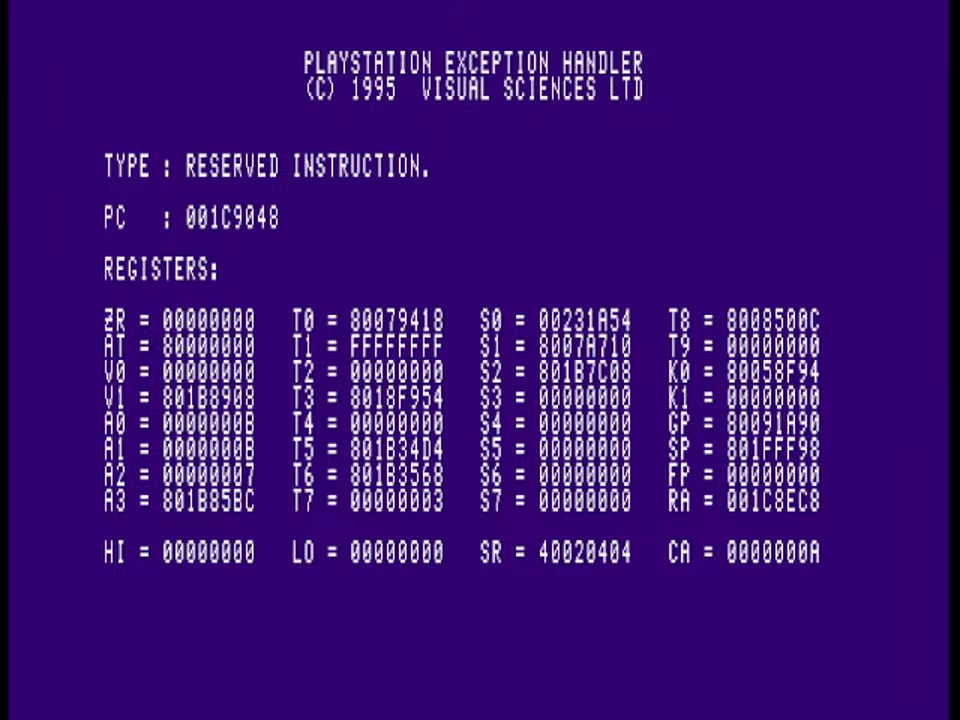 PLAYSTATION EXCEPTION HANDLER
(C) 1995 VISUAL SCIENCES LTD
TYPE : RESERVED INSTRUCTION.
PC : 001C9048
REGISTERS:
ZR = 00000000 T0 = 80079418 S0 = 00231A54 T8 = 8008500C
AT = 80000000 T1 = FFFFFFFF S1 = 8007A710 T9 = 00000000
V0 = 00000000 T2 = 00000000 S2 = 801B7C08 K0 = 80058F94
V1 = 801B8908 T3 = 8018F954 S3 = 00000000 K1 = 00000000
A0 = 0000000B T4 = 00000000 S4 = 00000000 GP = 80091A90
A1 = 0000000B T5 = 801B34D4 S5 = 00000000 SP = 801FFF98
A2 = 00000007 T6 = 801B3568 S6 = 00000000 FP = 00000000
A3 = 801B85BC T7 = 00000003 S7 = 00000000 RA = 001C8EC8
HI = 00000000 LO = 00000000 SR = 40020404 CA = 0000000A